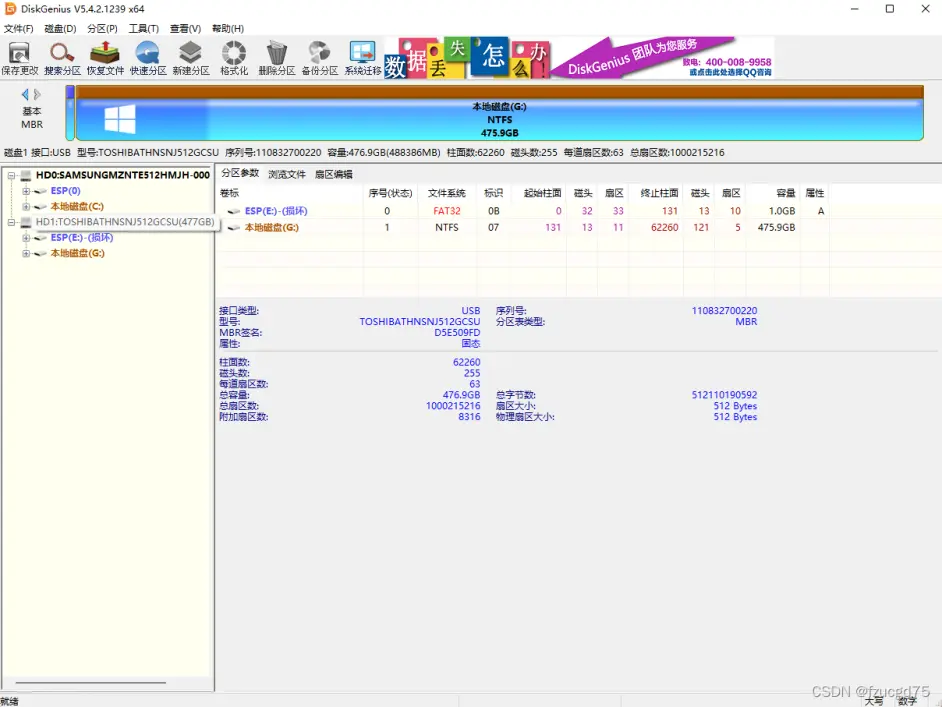 DiskGenius V5.4.2.1239 x64
文件(F) 磁盘(D) 分区(P) 工具(T) 查看(V) 帮助(H)
保存更改 搜索分区 恢复文件 快速分区 新建分区 格式化 删除分区 备份分区 系统迁移
数据丢失怎么办!
DiskGenius 团队为您服务
致电: 400-008-9958
或点击此处选择QQ咨询
基本
MBR
本地磁盘(G:)
NTFS
475.9GB
磁盘1 接口:USB 型号:TOSHIBATHNSNJ512GCSU 序列号:110832700220 容量:476.9GB(488386MB) 柱面数:62260 磁头数:255 每道扇区数:63 总扇区数:1000215216
HD0:SAMSUNGMZNTE512HMJH-000
ESP(0)
本地磁盘(C:)
HD1:TOSHIBATHNSNJ512GCSU(477GB)
ESP(E:)-(损坏)
本地磁盘(G:)
分区参数 浏览文件 扇区编辑
卷标 序号(状态) 文件系统 标识 起始柱面 磁头 扇区 终止柱面 磁头 扇区 容量 属性
ESP(E:)-(损坏) 0 FAT32 0B 0 32 33 131 13 10 1.0GB A
本地磁盘(G:) 1 NTFS 07 131 13 11 62260 121 5 475.9GB
接口类型: USB 序列号: 110832700220
型号: TOSHIBATHNSNJ512GCSU 分区表类型: MBR
MBR签名: D5E509FD
属性: 固态
柱面数: 62260
磁头数: 255
每道扇区数: 63
总容量: 476.9GB 总字节数: 512110190592
总扇区数: 1000215216 扇区大小: 512 Bytes
附加扇区数: 8316 物理扇区大小: 512 Bytes
CSDN @fzucgd75
就绪 大写 数字